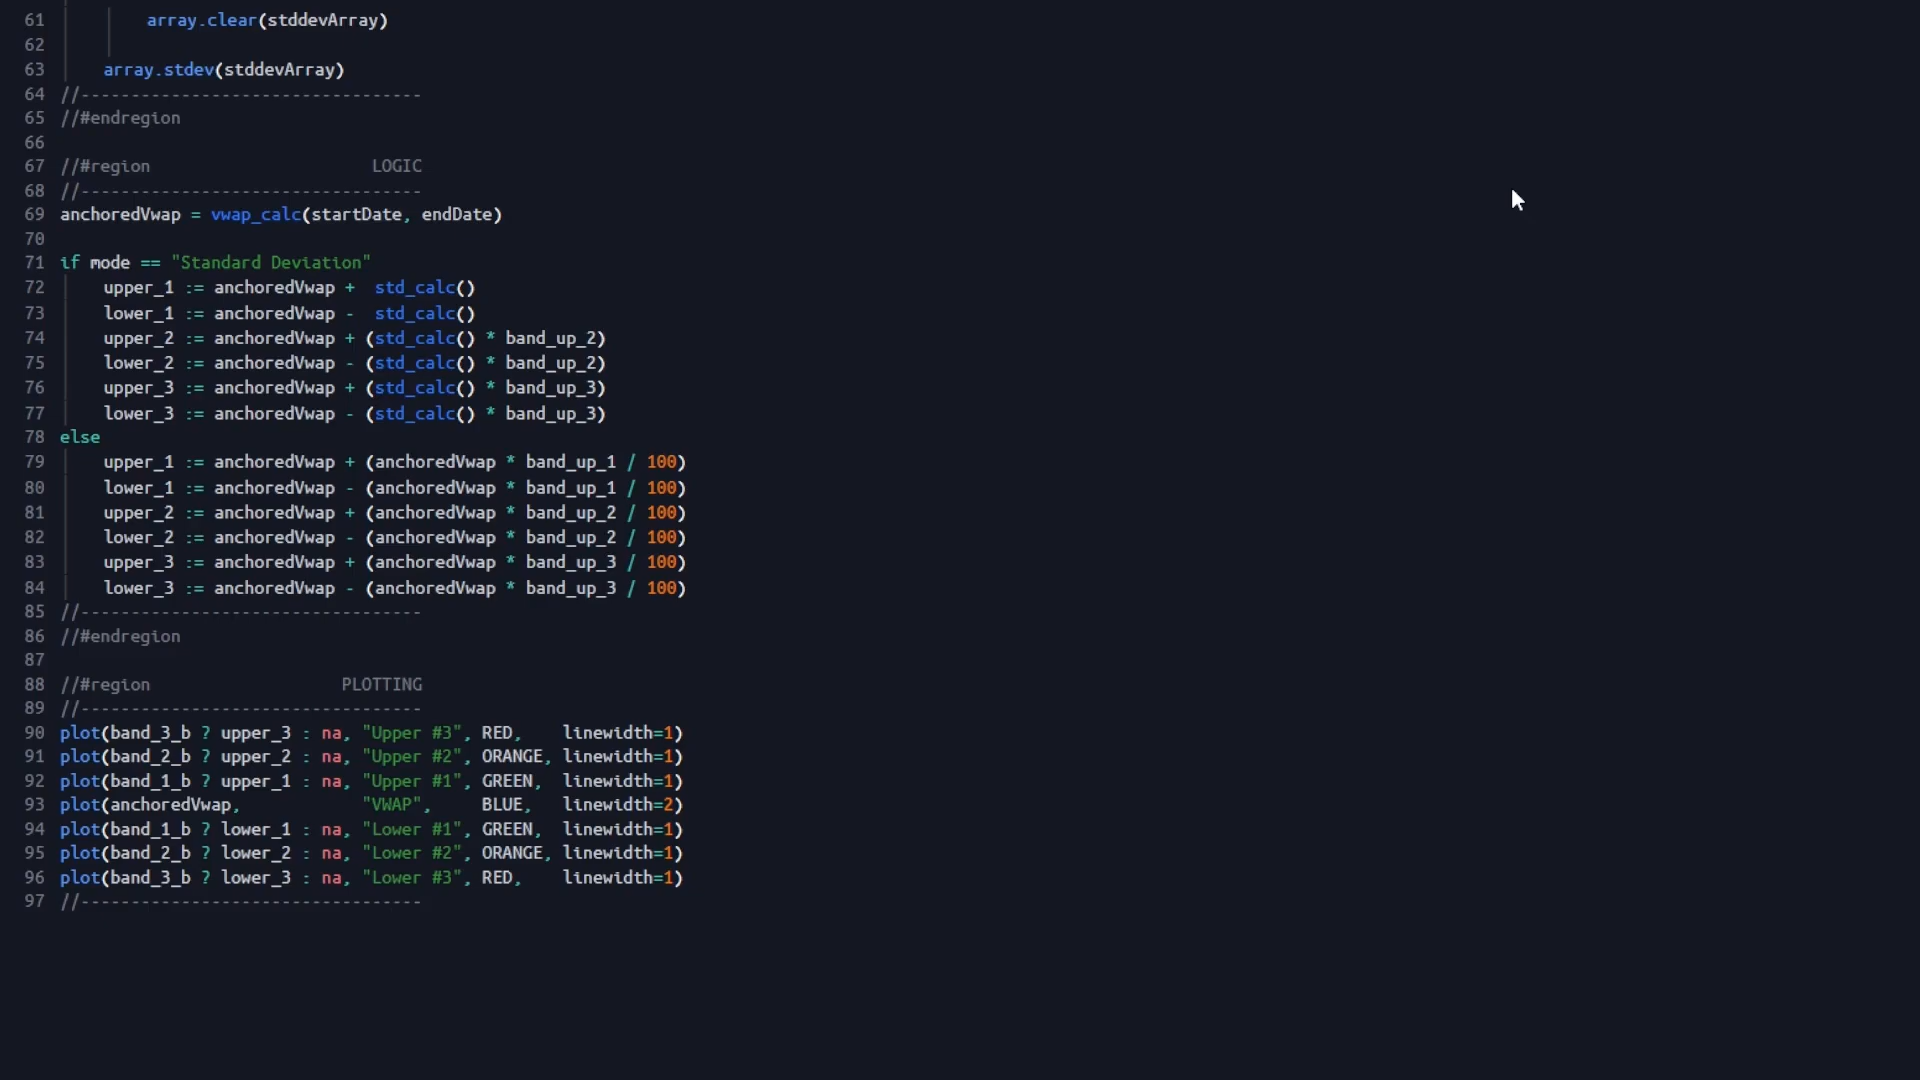 61 array.clear(stddevArray)
62
63 array.stdev(stddevArray)
64 //----------------------------------
65 //#endregion
66
67 //#region LOGIC
68 //----------------------------------
69 anchoredVwap = vwap_calc(startDate, endDate)
70
71 if mode == "Standard Deviation"
72 upper_1 := anchoredVwap + std_calc()
73 lower_1 := anchoredVwap - std_calc()
74 upper_2 := anchoredVwap + (std_calc() * band_up_2)
75 lower_2 := anchoredVwap - (std_calc() * band_up_2)
76 upper_3 := anchoredVwap + (std_calc() * band_up_3)
77 lower_3 := anchoredVwap - (std_calc() * band_up_3)
78 else
79 upper_1 := anchoredVwap + (anchoredVwap * band_up_1 / 100)
80 lower_1 := anchoredVwap - (anchoredVwap * band_up_1 / 100)
81 upper_2 := anchoredVwap + (anchoredVwap * band_up_2 / 100)
82 lower_2 := anchoredVwap - (anchoredVwap * band_up_2 / 100)
83 upper_3 := anchoredVwap + (anchoredVwap * band_up_3 / 100)
84 lower_3 := anchoredVwap - (anchoredVwap * band_up_3 / 100)
85 //----------------------------------
86 //#endregion
87
88 //#region PLOTTING
89 //----------------------------------
90 plot(band_3_b ? upper_3 : na, "Upper #3", RED, linewidth=1)
91 plot(band_2_b ? upper_2 : na, "Upper #2", ORANGE, linewidth=1)
92 plot(band_1_b ? upper_1 : na, "Upper #1", GREEN, linewidth=1)
93 plot(anchoredVwap, "VWAP", BLUE, linewidth=2)
94 plot(band_1_b ? lower_1 : na, "Lower #1", GREEN, linewidth=1)
95 plot(band_2_b ? lower_2 : na, "Lower #2", ORANGE, linewidth=1)
96 plot(band_3_b ? lower_3 : na, "Lower #3", RED, linewidth=1)
97 //----------------------------------